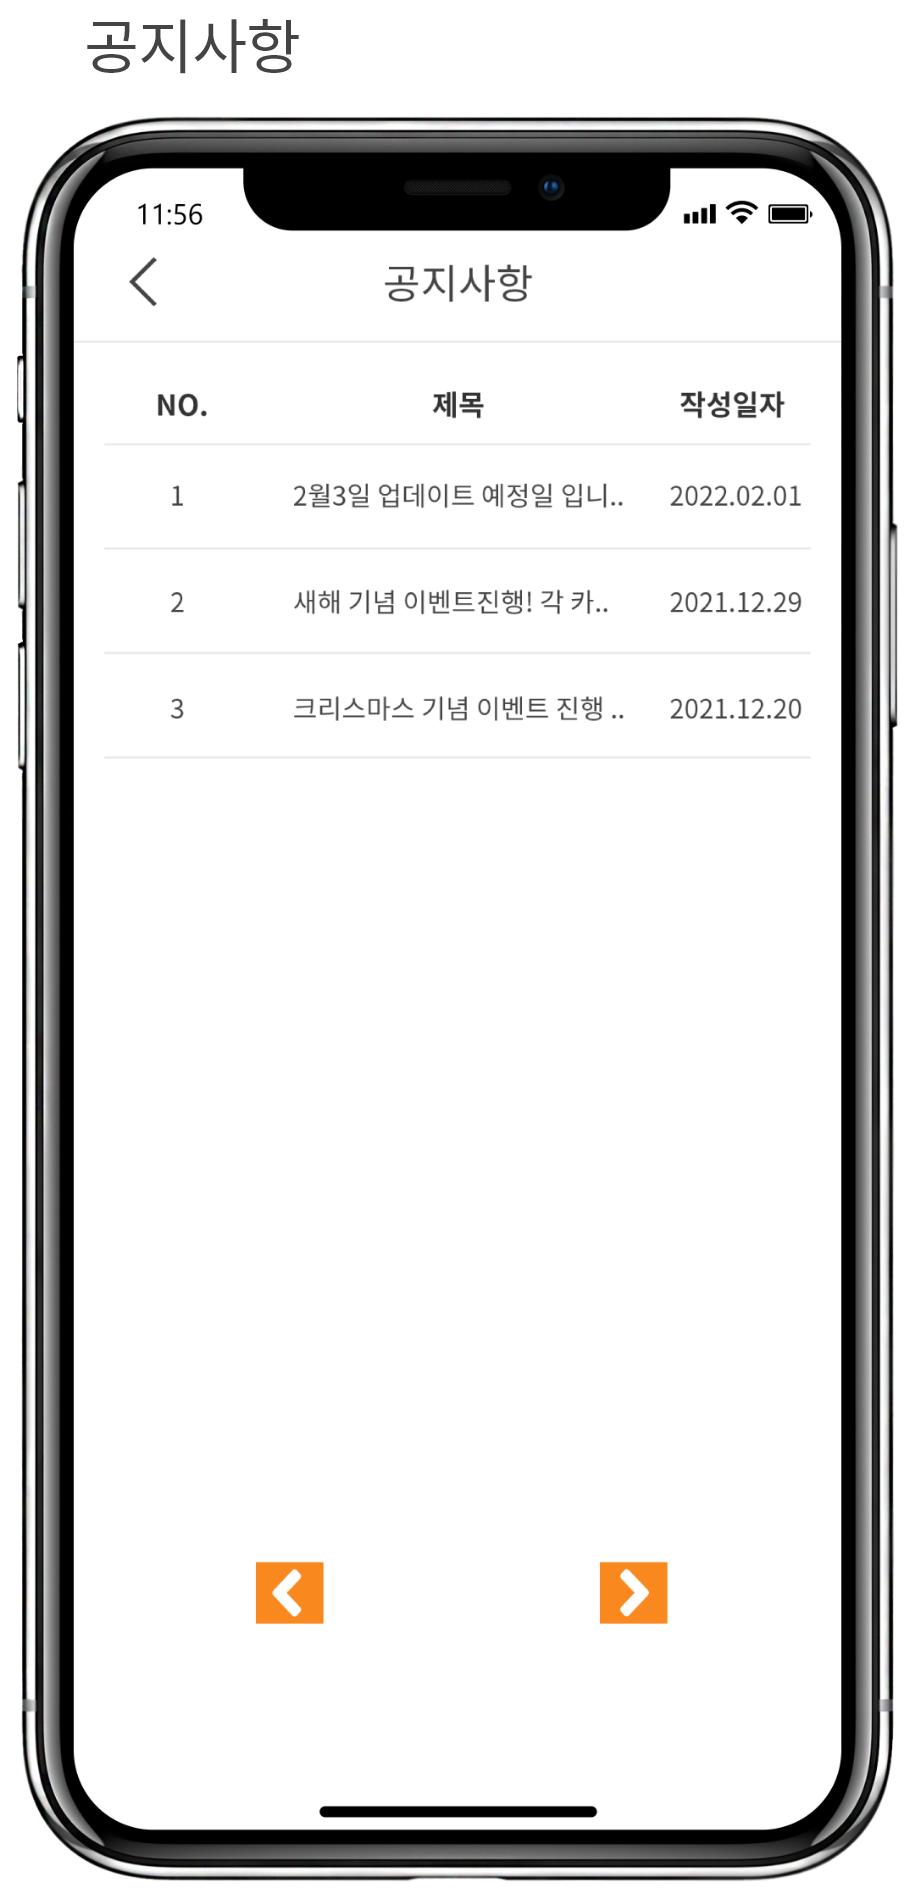 공지사항
11:56
공지사항
NO. 제목 작성일자
1 2월3일 업데이트 예정일 입니.. 2022.02.01
2 새해 기념 이벤트진행! 각 카.. 2021.12.29
3 크리스마스 기념 이벤트 진행 .. 2021.12.20